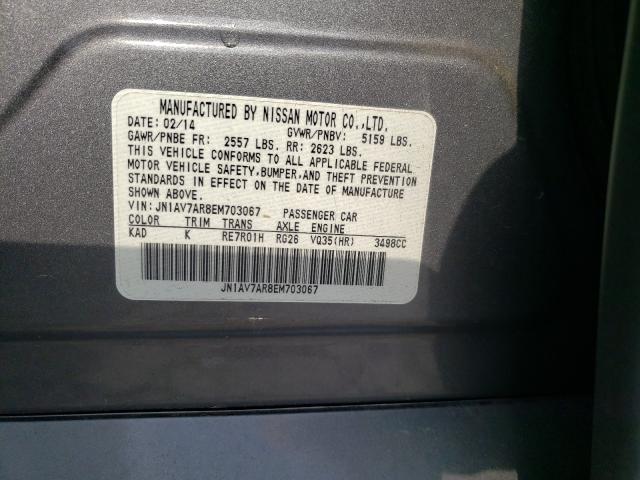 MANUFACTURED BY NISSAN MOTOR CO.,LTD.
DATE: 02/14 GVWR/PNBV: 5159 LBS.
GAWR/PNBE FR: 2557 LBS. RR: 2623 LBS.
THIS VEHICLE CONFORMS TO ALL APPLICABLE FEDERAL
MOTOR VEHICLE SAFETY,BUMPER,AND THEFT PREVENTION
STANDARDS IN EFFECT ON THE DATE OF MANUFACTURE
SHOWN ABOVE.
VIN: JN1AV7AR8EM703067 PASSENGER CAR
COLOR TRIM TRANS AXLE ENGINE
KAD K RE7R01H RG26 VQ35(HR) 3498CC
JN1AV7AR8EM703067